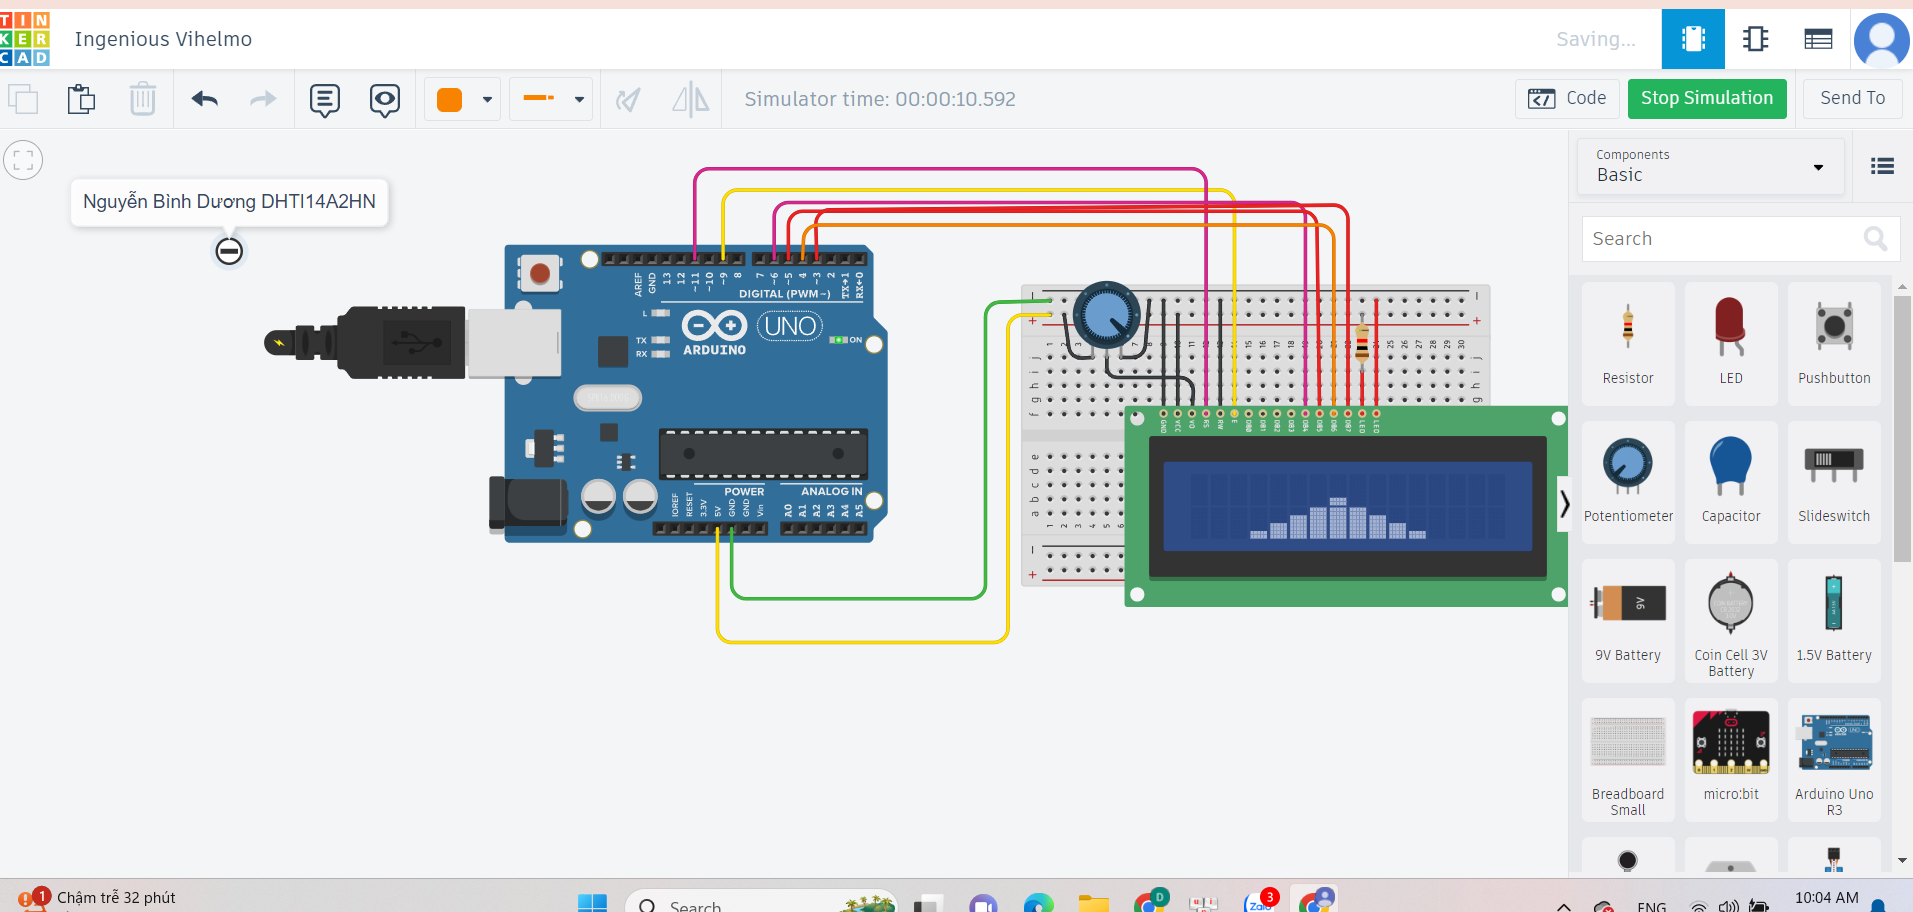 TINKERCAD
Ingenious Vihelmo
Saving...
Simulator time: 00:00:10.592
Code
Stop Simulation
Send To
Components
Basic
Search
Nguyễn Bình Dương DHTI14A2HN
AREF
GND
13
12
~11
~10
~9
8
7
~6
~5
4
~3
2
TX→1
RX←0
DIGITAL (PWM~)
L
TX
RX
ARDUINO
UNO
ON
POWER
ANALOG IN
IOREF
RESET
3.3V
5V
GND
GND
Vin
A0
A1
A2
A3
A4
A5
GND
VCC
V0
RS
RW
E
DB0
DB1
DB2
DB3
DB4
DB5
DB6
DB7
LED
LED
Resistor
LED
Pushbutton
Potentiometer
Capacitor
Slideswitch
9V
9V Battery
Coin Cell 3V
Battery
1.5V Battery
Breadboard
Small
micro:bit
Arduino Uno
R3
1
Chậm trễ 32 phút
Search
D
Zalo
3
ENG
10:04 AM